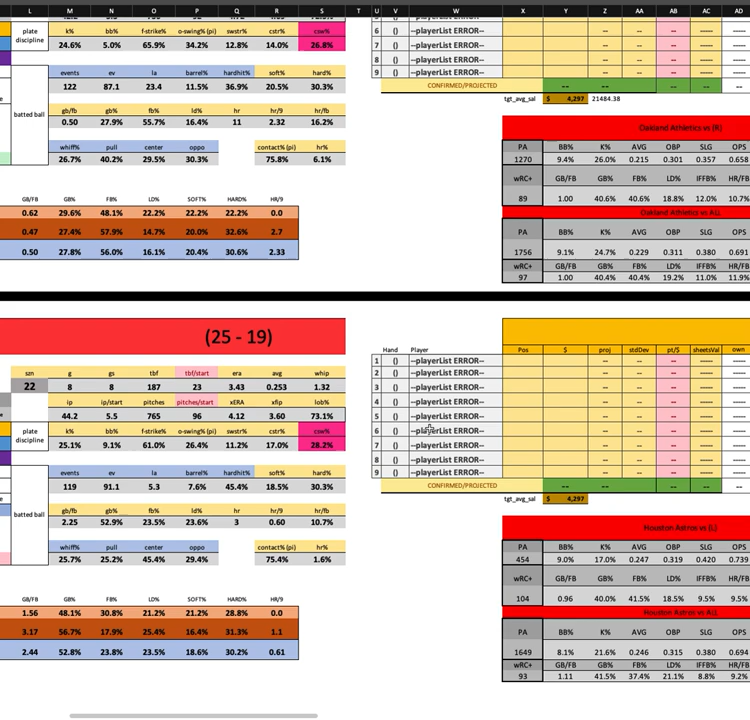 L M N O P Q R S T U V W X Y Z AA AB AC AD
plate discipline k% bb% f-strike% o-swing%(pi) swstr% cstr% csw%
24.6% 5.0% 65.9% 34.2% 12.8% 14.0% 26.8%
events ev la barrel% hardhit% soft% hard%
122 87.1 23.4 11.5% 36.9% 20.5% 30.3%
batted ball gb/fb gb% fb% ld% hr hr/9 hr/fb
0.50 27.9% 55.7% 16.4% 11 2.32 16.2%
whiff% pull center oppo contact% (pi) hr%
26.7% 40.2% 29.5% 30.3% 75.8% 6.1%
GB/FB GB% FB% LD% SOFT% HARD% HR/9
0.62 29.6% 48.1% 22.2% 22.2% 22.2% 0.0
0.47 27.4% 57.9% 14.7% 20.0% 32.6% 2.7
0.50 27.8% 56.0% 16.1% 20.4% 30.6% 2.33
6 () --playerList ERROR-- -- -- -- -----
7 () --playerList ERROR-- -- -- -- -----
8 () --playerList ERROR-- -- -- -- -----
9 () --playerList ERROR-- -- -- -- -----
CONFIRMED/PROJECTED -- -- -- ----- --
tgt_avg_sal $ 4,297 21484.38
Oakland Athletics vs (R)
PA BB% K% AVG OBP SLG OPS
1270 9.4% 26.0% 0.215 0.301 0.357 0.658
wRC+ GB/FB GB% FB% LD% IFFB% HR/FB
89 1.00 40.6% 40.6% 18.8% 12.0% 10.7%
Oakland Athletics vs ALL
PA BB% K% AVG OBP SLG OPS
1756 9.1% 24.7% 0.229 0.311 0.380 0.691
wRC+ GB/FB GB% FB% LD% IFFB% HR/FB
97 1.00 40.4% 40.4% 19.2% 11.0% 11.9%
(25 - 19)
szn g gs tbf tbf/start era avg whip
22 8 8 187 23 3.43 0.253 1.32
ip ip/start pitches pitches/start xERA xfip lob%
44.2 5.5 765 96 4.12 3.60 73.1%
plate discipline k% bb% f-strike% o-swing% (pi) swstr% cstr% csw%
25.1% 9.1% 61.0% 26.4% 11.2% 17.0% 28.2%
events ev la barrel% hardhit% soft% hard%
119 91.1 5.3 7.6% 45.4% 18.5% 30.3%
batted ball gb/fb gb% fb% ld% hr hr/9 hr/fb
2.25 52.9% 23.5% 23.6% 3 0.60 10.7%
whiff% pull center oppo contact% (pi) hr%
25.7% 25.2% 45.4% 29.4% 75.4% 1.6%
GB/FB GB% FB% LD% SOFT% HARD% HR/9
1.56 48.1% 30.8% 21.2% 21.2% 28.8% 0.0
3.17 56.7% 17.9% 25.4% 16.4% 31.3% 1.1
2.44 52.8% 23.8% 23.5% 18.6% 30.2% 0.61
Hand Player Pos $ proj stdDev pt/$ sheetsVal own
1 () --playerList ERROR-- -- -- -- -----
2 () --playerList ERROR-- -- -- -- -----
3 () --playerList ERROR-- -- -- -- -----
4 () --playerList ERROR-- -- -- -- -----
5 () --playerList ERROR-- -- -- -- -----
6 () --playerList ERROR-- -- -- -- -----
7 () --playerList ERROR-- -- -- -- -----
8 () --playerList ERROR-- -- -- -- -----
9 () --playerList ERROR-- -- -- -- -----
CONFIRMED/PROJECTED -- -- -- ----- --
tgt_avg_sal $ 4,297
Houston Astros vs (L)
PA BB% K% AVG OBP SLG OPS
454 9.0% 17.0% 0.247 0.319 0.420 0.739
wRC+ GB/FB GB% FB% LD% IFFB% HR/FB
104 0.96 40.0% 41.5% 18.5% 9.5% 9.5%
Houston Astros vs ALL
PA BB% K% AVG OBP SLG OPS
1649 8.1% 21.6% 0.246 0.315 0.380 0.694
wRC+ GB/FB GB% FB% LD% IFFB% HR/FB
93 1.11 41.5% 37.4% 21.1% 8.8% 9.2%